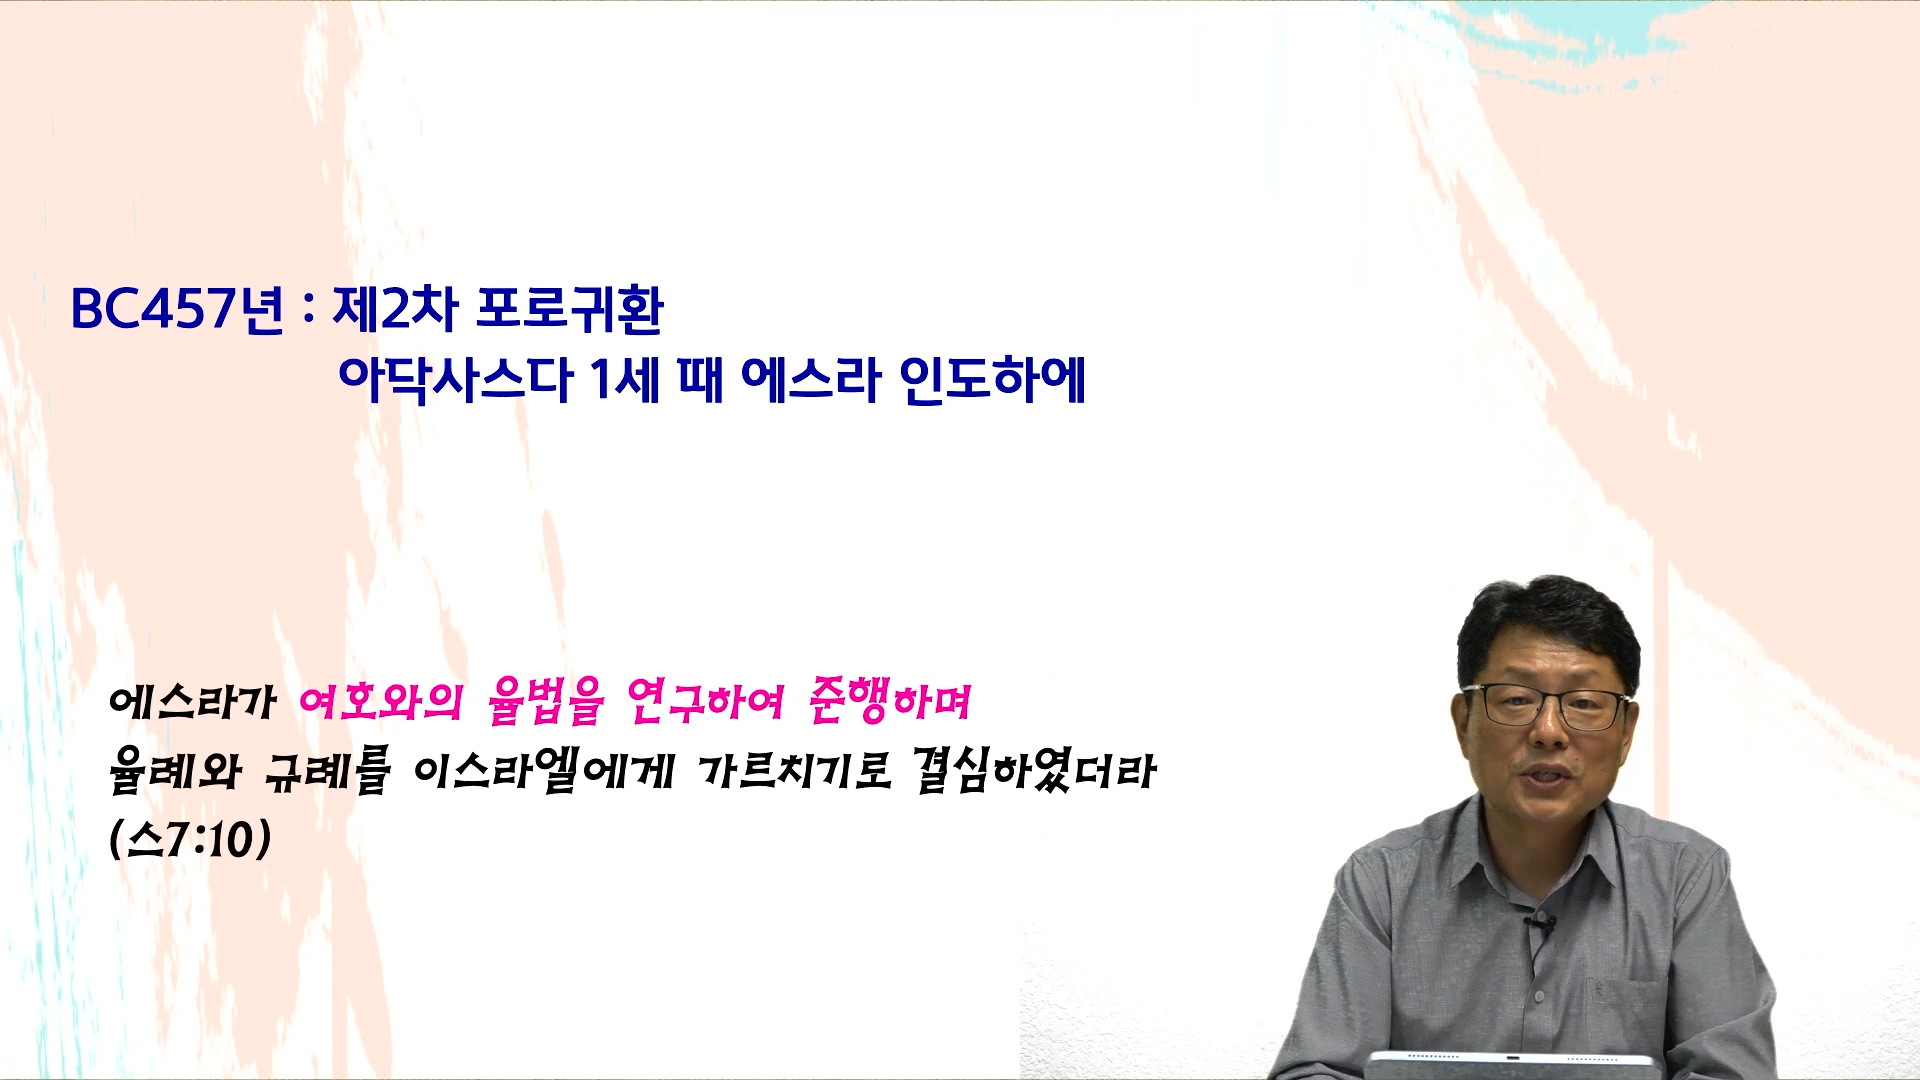 BC457년 : 제2차 포로귀환
아닥사스다 1세 때 에스라 인도하에
에스라가 여호와의 율법을 연구하여 준행하며
율례와 규례를 이스라엘에게 가르치기로 결심하였더라
(스7:10)